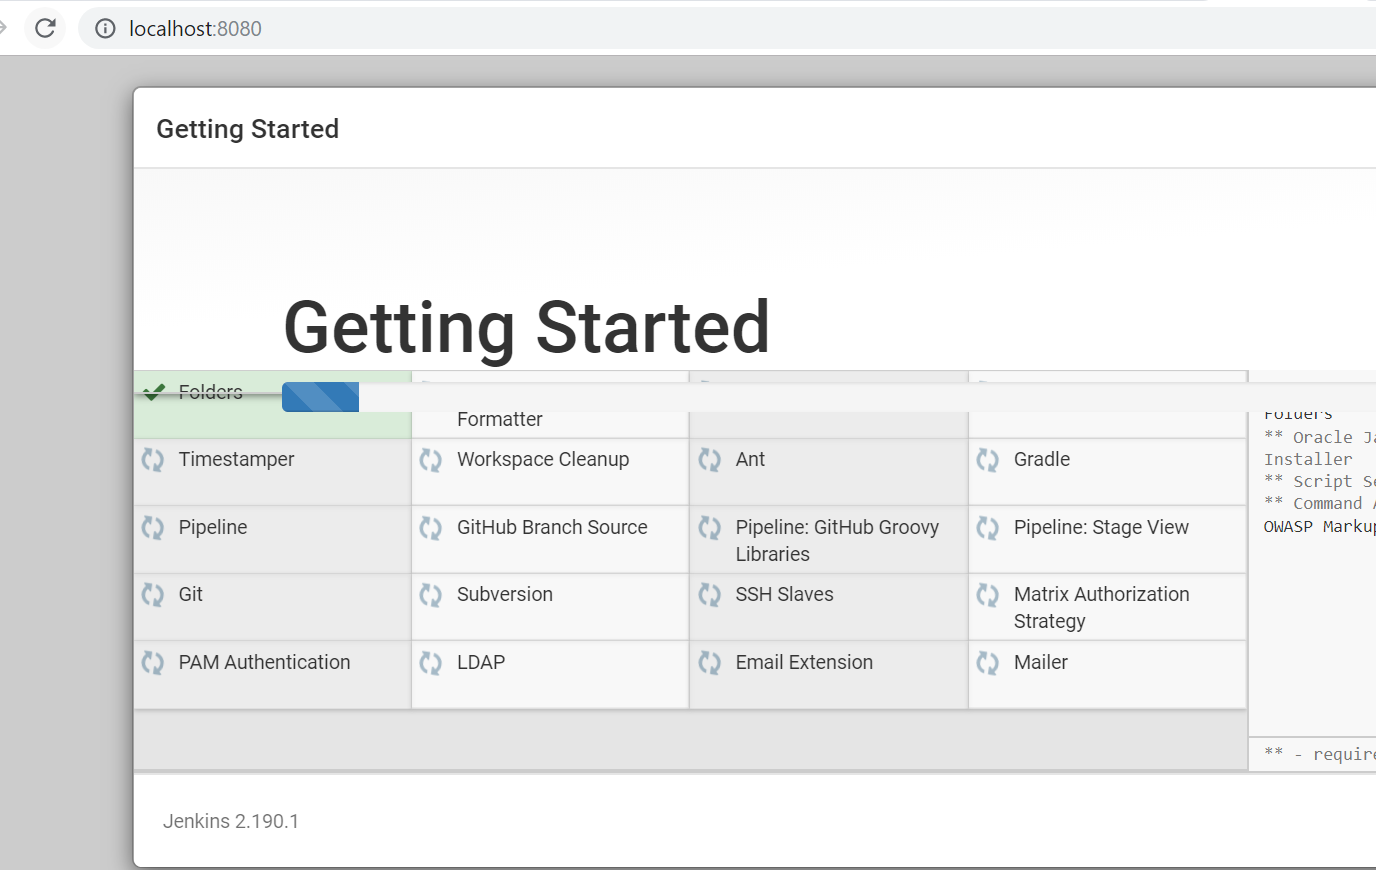 localhost:8080
Getting Started
Getting Started
Folders
Formatter
Timestamper
Workspace Cleanup
Ant
Gradle
Pipeline
GitHub Branch Source
Pipeline: GitHub Groovy
Libraries
Pipeline: Stage View
Git
Subversion
SSH Slaves
Matrix Authorization
Strategy
PAM Authentication
LDAP
Email Extension
Mailer
Folders
** Oracle
Installer
** Script
** Command
OWASP
** -
Jenkins 2.190.1